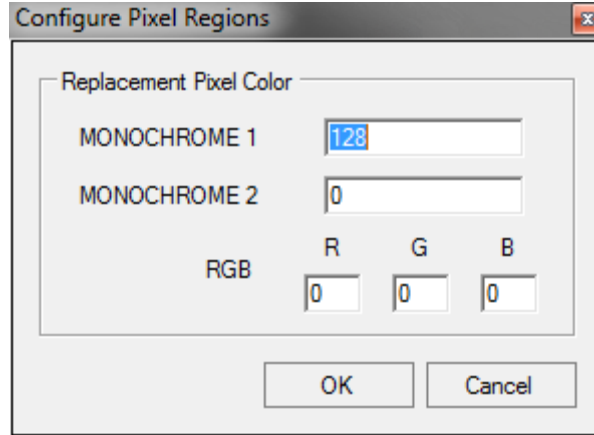 Configure Pixel Regions
x
Replacement Pixel Color
MONOCHROME 1 128
MONOCHROME 2 0
R G B
RGB
0 0 0
OK Cancel